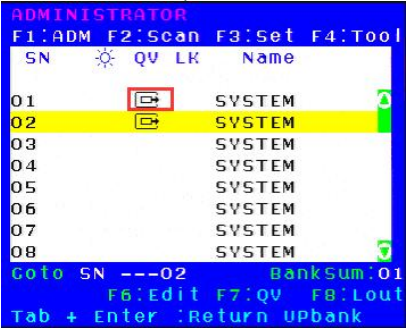 ADMINISTRATOR
F1:ADM F2:Scan F3:Set F4:Tool
SN QV LK Name
01 SYSTEM
02 SYSTEM
03 SYSTEM
04 SYSTEM
05 SYSTEM
06 SYSTEM
07 SYSTEM
08 SYSTEM
Goto SN ---02 BankSum:01
F6:Edit F7:QV F8:Lout
Tab + Enter :Return UPbank